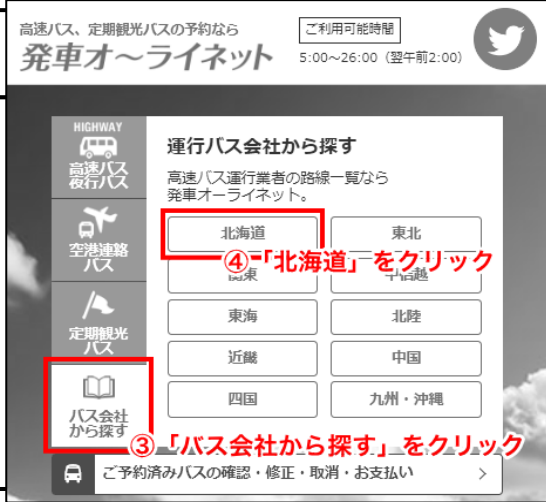 高速バス、定期観光バスの予約なら
発車オ～ライネット
ご利用可能時間
5:00～26:00（翌午前2:00）
HIGHWAY
高速バス
夜行バス
空港連絡
バス
定期観光
バス
バス会社
から探す
運行バス会社から探す
高速バス運行業者の路線一覧なら
発車オーライネット。
北海道
東北
④「北海道」をクリック
関東
甲信越
東海
北陸
近畿
中国
四国
九州・沖縄
③「バス会社から探す」をクリック
ご予約済みバスの確認・修正・取消・お支払い